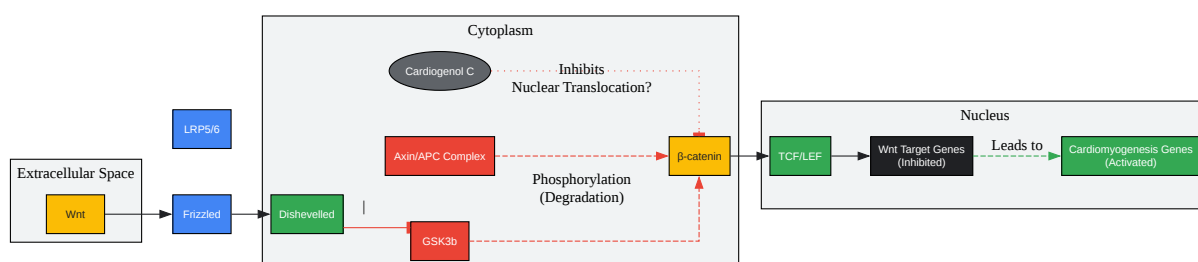 Cytoplasm
Cardiogenol C
Inhibits
Nuclear Translocation?
LRP5/6
Nucleus
Axin/APC Complex
β-catenin
TCF/LEF
Wnt Target Genes
(Inhibited)
Leads to
Cardiomyogenesis Genes
(Activated)
Extracellular Space
Phosphorylation
(Degradation)
Wnt
Frizzled
Dishevelled
|
GSK3b